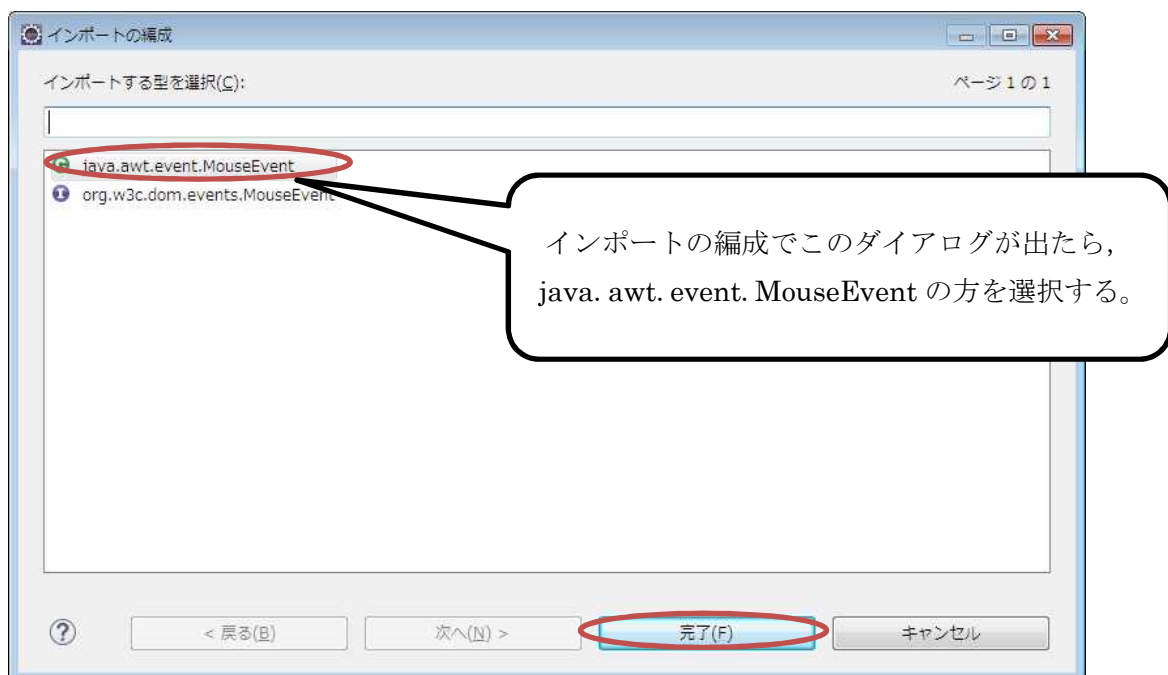 インポートの編成
インポートする型を選択(C):
ページ 1 の 1
java.awt.event.MouseEvent
org.w3c.dom.events.MouseEvent
インポートの編成でこのダイアログが出たら,
java. awt. event. MouseEvent の方を選択する。
< 戻る(B)
次へ(N) >
完了(F)
キャンセル